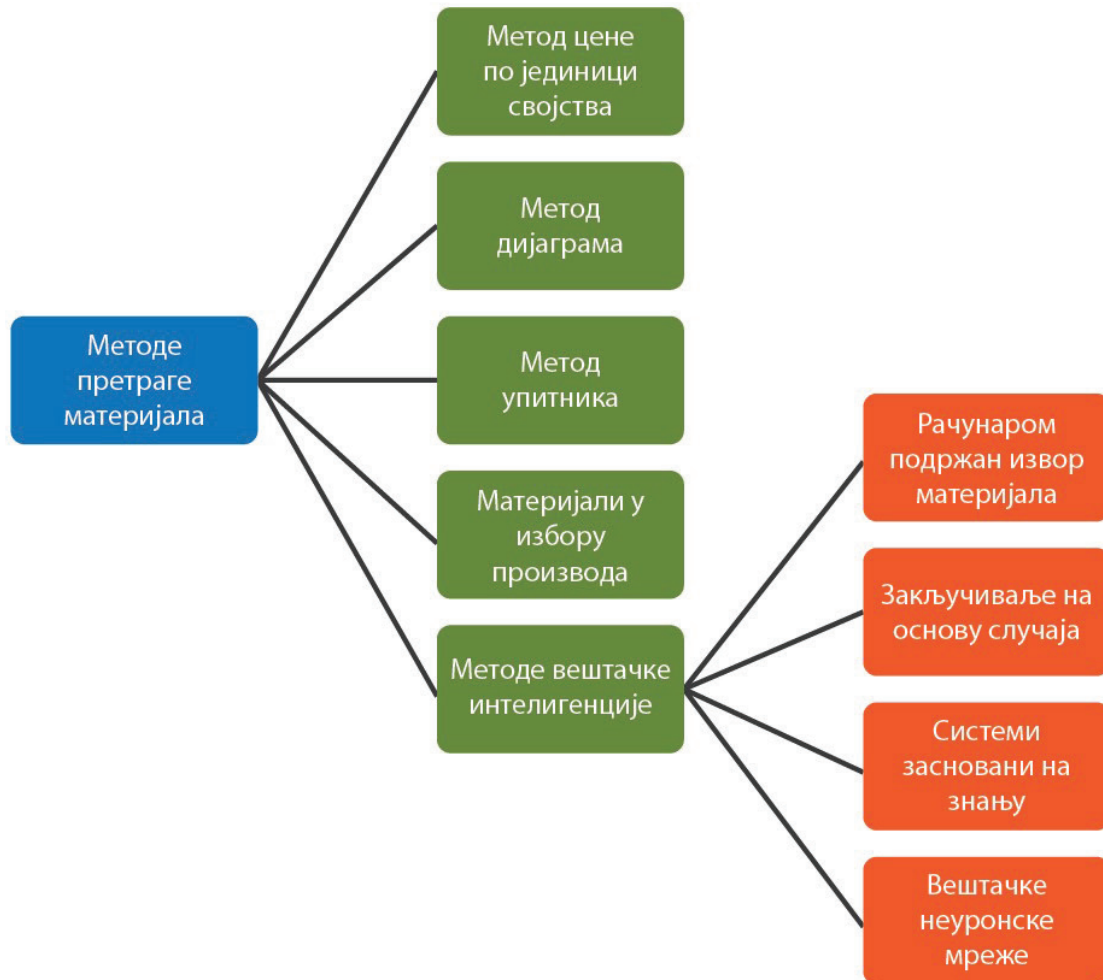 Метод цене
по јединици
својства
Метод
дијаграма
Методе
претраге
материјала
Метод
упитника
Материјали у
избору
производа
Методе вештачке
интелигенције
Рачунаром
подржан извор
материјала
Закључиваље на
основу случаја
Системи
засновани на
знању
Вештачке
неуронске
мреже